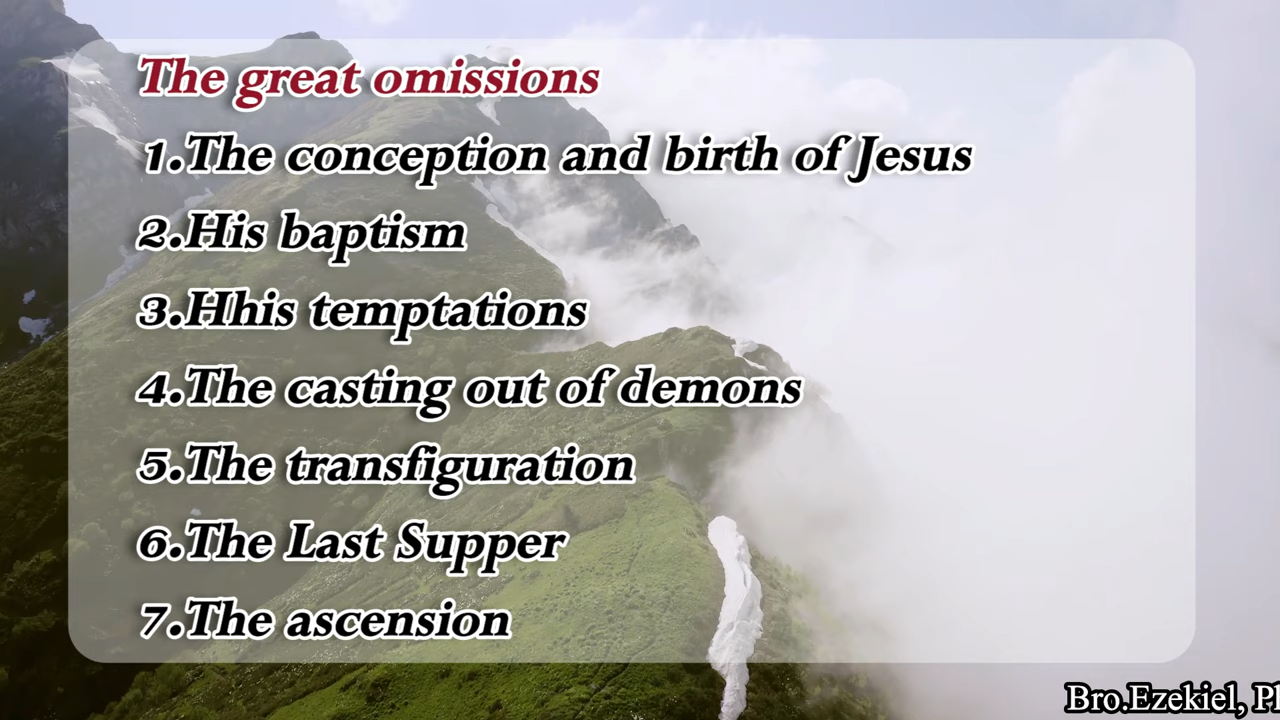 The great omissions
1.The conception and birth of Jesus
2.His baptism
3.Hhis temptations
4.The casting out of demons
5.The transfiguration
6.The Last Supper
7.The ascension
Bro.Ezekiel,